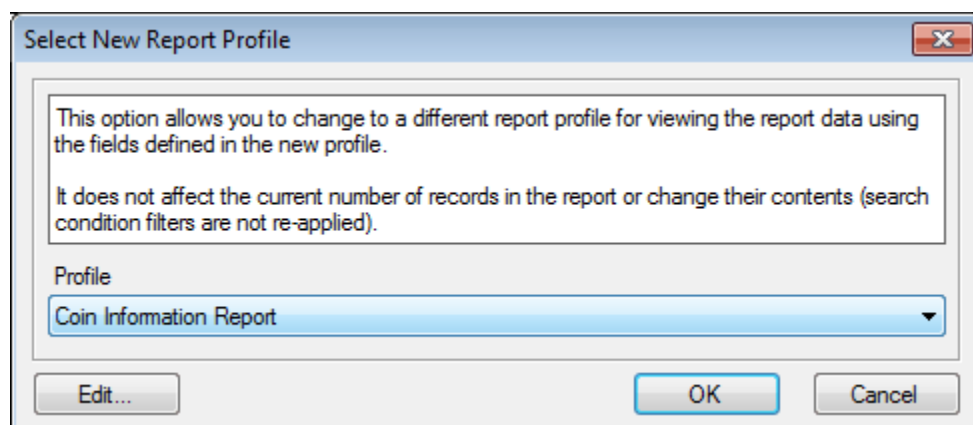 Select New Report Profile
This option allows you to change to a different report profile for viewing the report data using
the fields defined in the new profile.
It does not affect the current number of records in the report or change their contents (search
condition filters are not re-applied).
Profile
Coin Information Report
Edit...
OK
Cancel